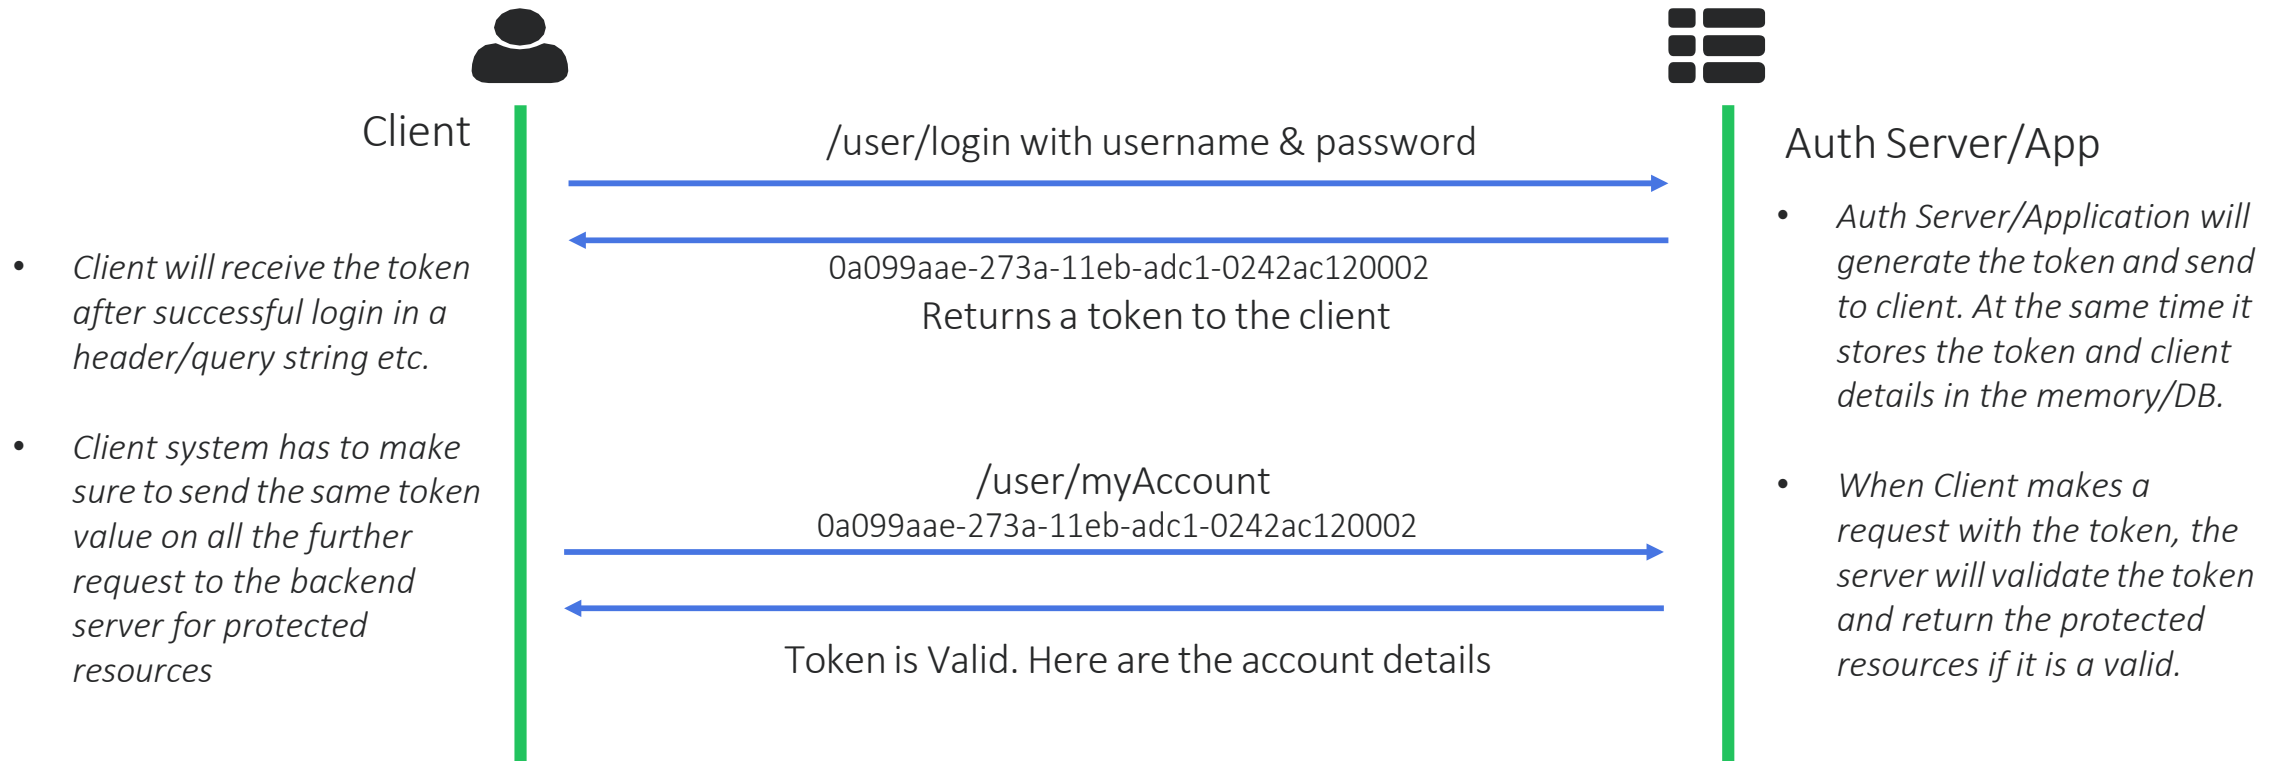 Client
• Client will receive the token
after successful login in a
header/query string etc.
• Client system has to make
sure to send the same token
value on all the further
request to the backend
server for protected
resources
/user/login with username & password
0a099aae-273a-11eb-adc1-0242ac120002
Returns a token to the client
/user/myAccount
0a099aae-273a-11eb-adc1-0242ac120002
Token is Valid. Here are the account details
Auth Server/App
• Auth Server/Application will
generate the token and send
to client. At the same time it
stores the token and client
details in the memory/DB.
• When Client makes a
request with the token, the
server will validate the token
and return the protected
resources if it is a valid.